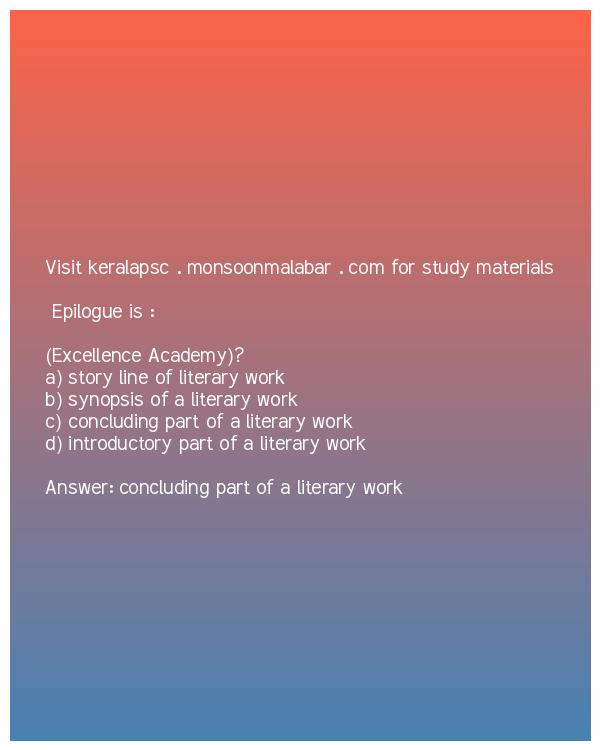 Visit keralapsc . monsoonmalabar . com for study materials
Epilogue is :
(Excellence Academy)?
a) story line of literary work
b) synopsis of a literary work
c) concluding part of a literary work
d) introductory part of a literary work
Answer: concluding part of a literary work